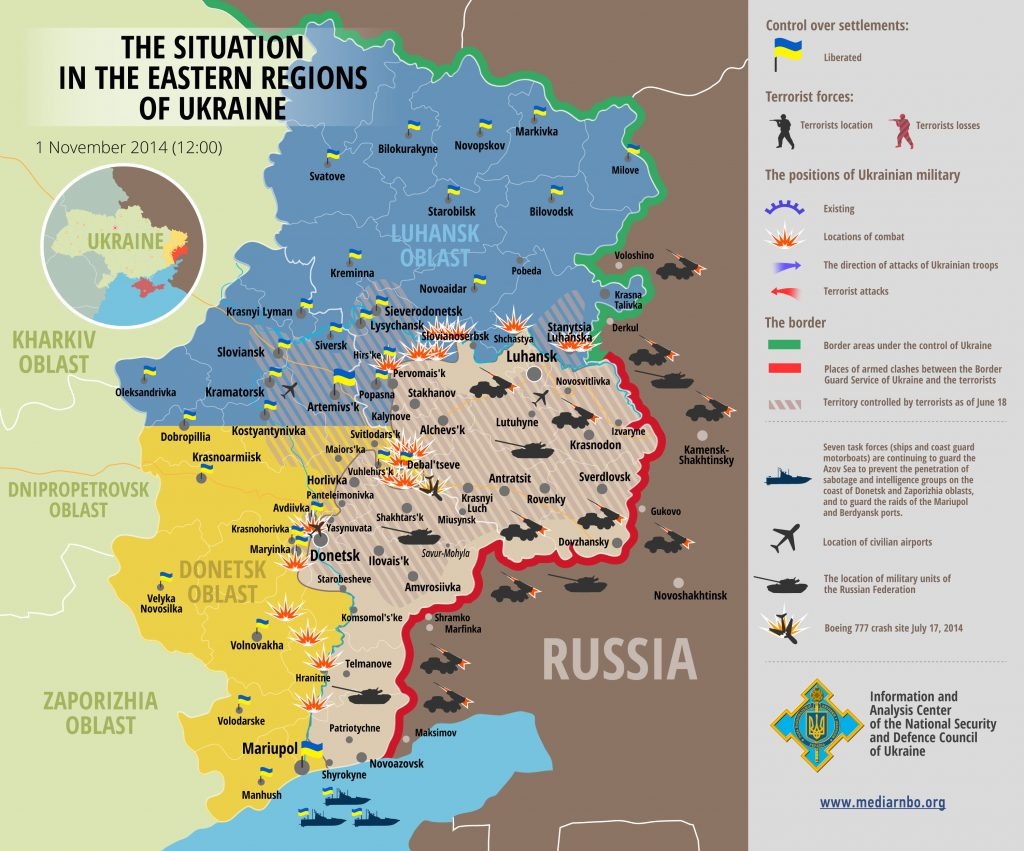 THE SITUATION
IN THE EASTERN REGIONS
OF UKRAINE
1 November 2014 (12:00)
UKRAINE
KHARKIV
OBLAST
DNIPROPETROVSK
OBLAST
ZAPORIZHIA
OBLAST
LUHANSK
OBLAST
DONETSK
OBLAST
RUSSIA
Svatove
Bilokurakyne
Novopskov
Markivka
Milove
Starobilsk
Bilovodsk
Kreminna
Novoaidar
Pobeda
Voloshino
Krasna
Talivka
Derkul
Krasnyi Lyman
Sieverodonetsk
Lysychansk
Slovianoserbsk
Shchastya
Stanytsia
Luhanska
Sloviansk
Siversk
Hirs'ke
Pervomais'k
Luhansk
Oleksandrivka
Kramatorsk
Artemivs'k
Popasna
Stakhanov
Novosvitlivka
Kalynove
Dobropillia
Kostyantynivka
Svitlodars'k
Alchevs'k
Lutuhyne
Izvaryne
Krasnodon
Kamensk-
Shakhtinsky
Krasnoarmiisk
Maiors'ka
Vuhlehirs'k
Debal'tseve
Horlivka
Panteleimonivka
Antratsit
Sverdlovsk
Krasnyi
Luch
Rovenky
Avdiivka
Shakhtars'k
Miusynsk
Gukovo
Krasnohorivka
Yasynuvata
Maryinka
Donetsk
Savur-Mohyla
Dovzhansky
Ilovais'k
Starobesheve
Amvrosiivka
Novoshakhtinsk
Velyka
Novosilka
Komsomol's'ke
Shramko
Marfinka
Volnovakha
Telmanove
Hranitne
Volodarske
Patriotychne
Maksimov
Mariupol
Novoazovsk
Shyrokyne
Manhush
Control over settlements:
Liberated
Terrorist forces:
Terrorists location
Terrorists losses
The positions of Ukrainian military
Existing
Locations of combat
The direction of attacks of Ukrainian troops
Terrorist attacks
The border
Border areas under the control of Ukraine
Places of armed clashes between the Border
Guard Service of Ukraine and the terrorists
Territory controlled by terrorists as of June 18
Seven task forces (ships and coast guard
motorboats) are continuing to guard the
Azov Sea to prevent the penetration of
sabotage and intelligence groups on the
coast of Donetsk and Zaporizhia oblasts,
and to guard the raids of the Mariupol
and Berdyansk ports.
Location of civilian airports
The location of military units of
the Russian Federation
Boeing 777 crash site July 17, 2014
Information and
Analysis Center
of the National Security
and Defence Council
of Ukraine
www.mediarnbo.org